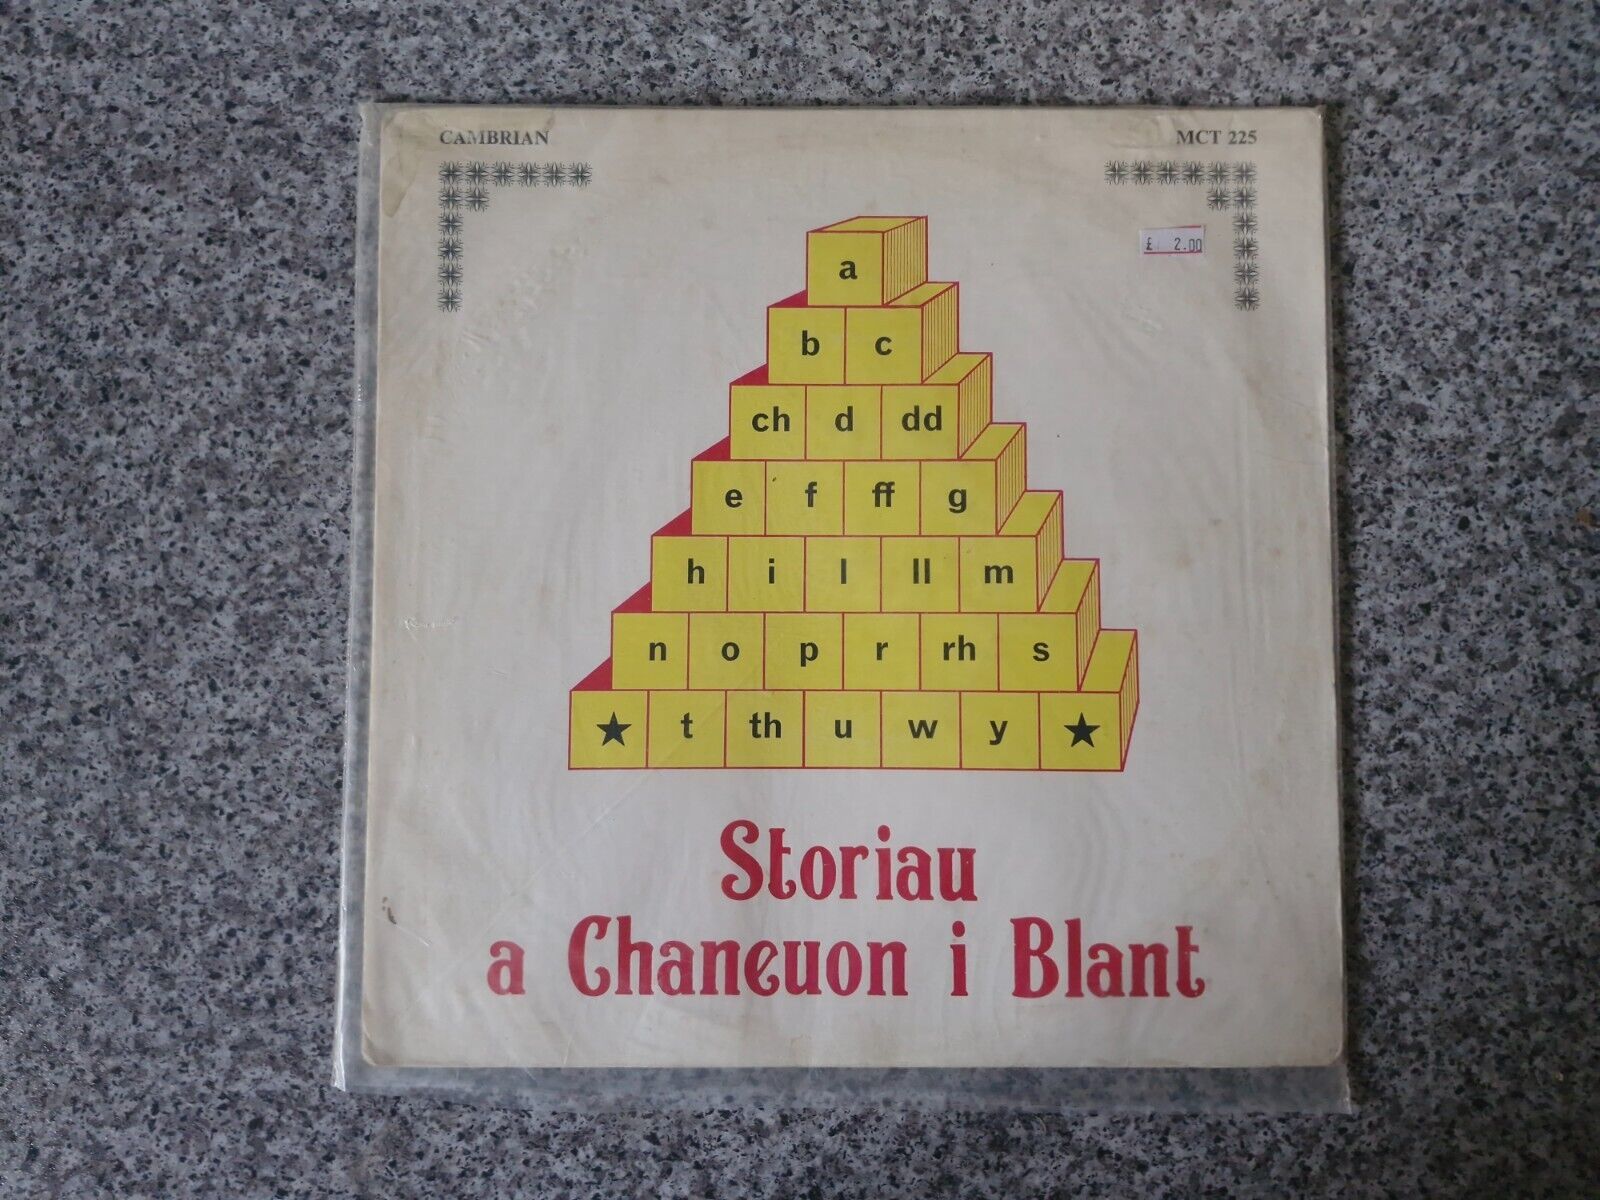 CAMBRIAN MCT 225
£ 2.00
a
b c
ch d dd
e f ff g
h i l ll m
n o p r rh s
★ t th u w y ★
Storiau
a Chaneuon i Blant